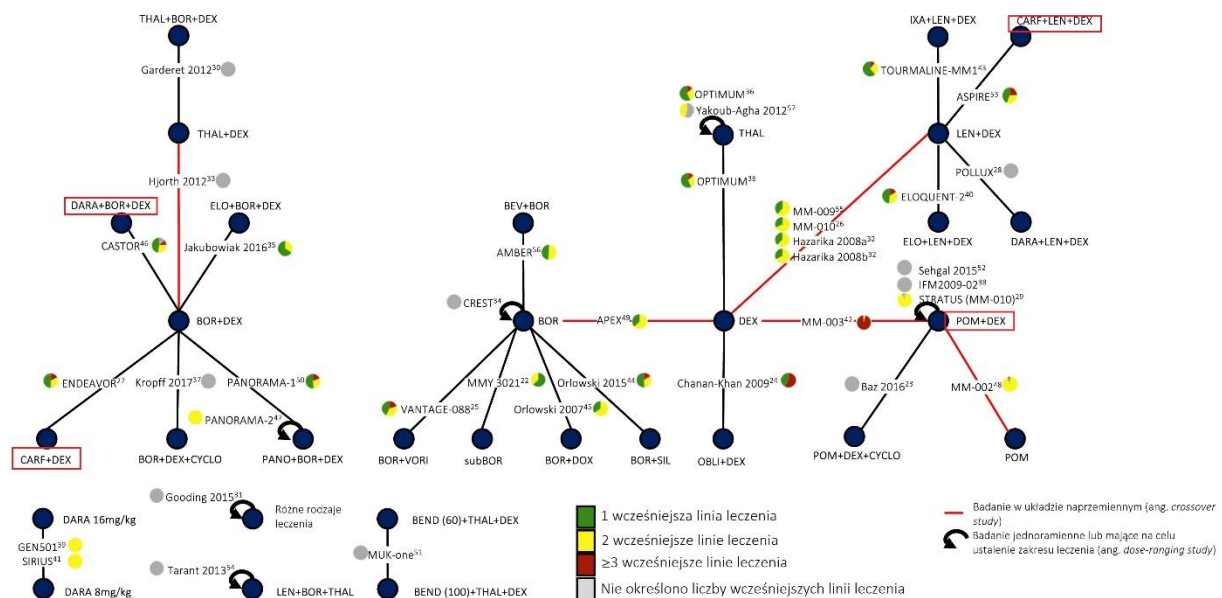 THAL+BOR+DEX
Garderet 2012³⁰
THAL+DEX
Hjorth 2012³³
DARA+BOR+DEX
ELO+BOR+DEX
CASTOR⁴⁶
Jakubowiak 2016³⁵
BOR+DEX
ENDEAVOR²⁷
Kropff 2017³⁷
PANORAMA-1⁵⁰
PANORAMA-2⁴⁷
CARF+DEX
BOR+DEX+CYCLO
PANO+BOR+DEX
BEV+BOR
AMBER⁵⁶
CREST³⁴
BOR
APEX⁴⁹
DEX
VANTAGE-088²⁵
MMY 3021²²
Orlowski 2007⁴⁵
Orlowski 2015⁴⁴
BOR+VORI
subBOR
BOR+DOX
BOR+SIL
OPTIMUM³⁶
Yakoub-Agha 2012⁵⁷
THAL
OPTIMUM³⁶
Chanan-Khan 2009²⁴
OBLI+DEX
MM-009⁵⁵
MM-010²⁶
Hazarika 2008a³²
Hazarika 2008b³²
IXA+LEN+DEX
CARF+LEN+DEX
TOURMALINE-MM1⁴³
ASPIRE⁵³
LEN+DEX
POLLUX²⁸
ELOQUENT-2⁴⁰
ELO+LEN+DEX
DARA+LEN+DEX
Sehgal 2015⁵²
IFM2009-02³⁸
STRATUS (MM-010)²⁹
MM-003⁴²
POM+DEX
Baz 2016²³
MM-002⁴⁸
POM+DEX+CYCLO
POM
DARA 16mg/kg
GEN501³⁹
SIRIUS⁴¹
DARA 8mg/kg
Gooding 2015³¹
Różne rodzaje
leczenia
Tarant 2013⁵⁴
LEN+BOR+THAL
BEND (60)+THAL+DEX
MUK-one⁵¹
BEND (100)+THAL+DEX
1 wcześniejsza linia leczenia
2 wcześniejsze linie leczenia
≥3 wcześniejsze linie leczenia
Nie określono liczby wcześniejszych linii leczenia
Badanie w układzie naprzemiennym (ang. crossover
study)
Badanie jednoramienne lub mające na celu
ustalenie zakresu leczenia (ang. dose-ranging study)